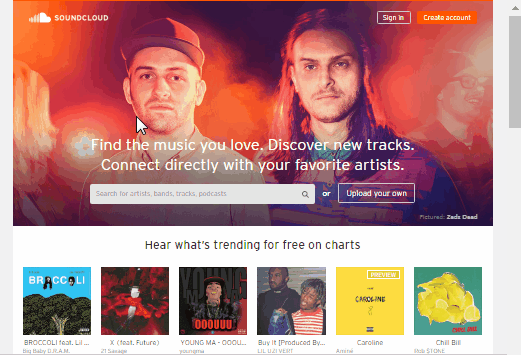 SOUNDCLOUD
Sign in
Create account
Find the music you love. Discover new tracks.
Connect directly with your favorite artists.
Search for artists, bands, tracks, podcasts
or
Upload your own
Pictured: Zeds Dead
Hear what's trending for free on charts
BROCCOLI
YOUNG
OOOUUU
PREVIEW
CAROLINE
BROCCOLI feat. Lil ...
X (feat. Future)
YOUNG MA - OOOU...
Buy It [Produced By...
Caroline
Chill Bill
Big Baby D.R.A.M.
21 Savage
youngma
LIL UZI VERT
Aminé
Rob $TONE